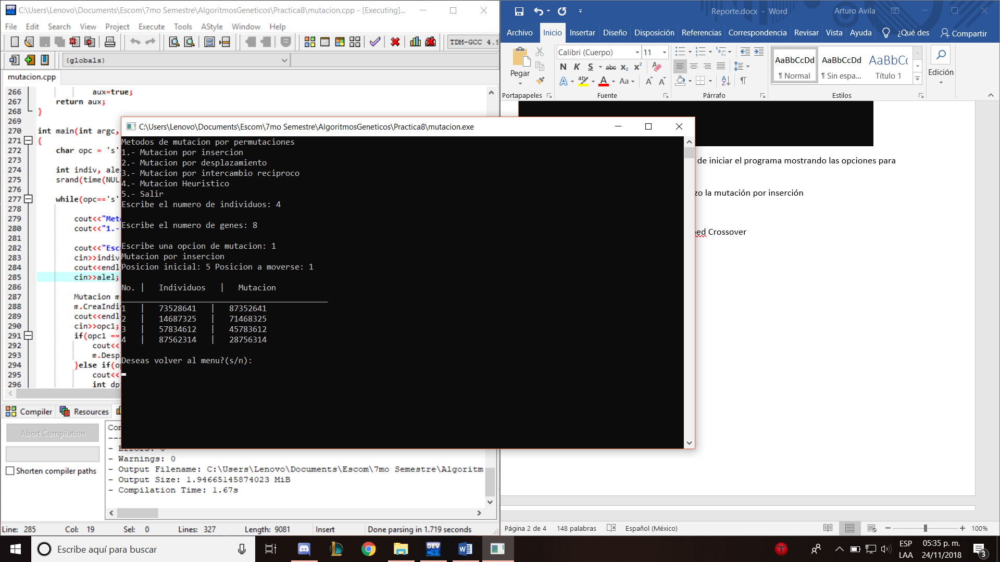 C:\Users\Lenovo\Documents\Escom\7mo Semestre\AlgoritmosGeneticos\Practica8\mutacion.cpp - [Executing]...
File Edit Search View Project Execute Tools AStyle Window Help
TDM-GCC 4.9
(globals)
mutacion.cpp
266 aux=true;
267 return aux;
268 }
269
270 int main(int argc,
271 {
272 char opc = 's'
273
274 int indiv, ale
275 srand(time(NUL
276
277 while(opc=='s'
278
279 cout<<"Met
280 cout<<"1.-
281
282 cout<<"Esc
283 cin>>indiv
284 cout<<endl
285 cin>>alel;
286
287 Mutacion m
288 m.CreaIndi
289 cout<<endl
290 cin>>opc1;
291 if(opc1 ==
292 cout<<
293 m.Desp
294 }else if(o
295 cout<<
296 int dp
Compiler Resources
Abort Compilation
Shorten compiler paths
Com
- Errors: 0
- Warnings: 0
- Output Filename: C:\Users\Lenovo\Documents\Escom\7mo Semestre\Algoritm
- Output Size: 1.94665145874023 MiB
- Compilation Time: 1.67s
Line: 285 Col: 19 Sel: 0 Lines: 327 Length: 9081 Insert Done parsing in 1.719 seconds
C:\Users\Lenovo\Documents\Escom\7mo Semestre\AlgoritmosGeneticos\Practica8\mutacion.exe
Metodos de mutacion por permutaciones
1.- Mutacion por insercion
2.- Mutacion por desplazamiento
3.- Mutacion por intercambio reciproco
4.- Mutacion Heuristico
5.- Salir
Escribe el numero de individuos: 4
Escribe el numero de genes: 8
Escribe una opcion de mutacion: 1
Mutacion por insercion
Posicion inicial: 5 Posicion a moverse: 1
No. | Individuos | Mutacion
1 | 73528641 | 87352641
2 | 14687325 | 71468325
3 | 57834612 | 45783612
4 | 87562314 | 28756314
Deseas volver al menu?(s/n):
Reporte.docx - Word
Arturo Avila
Archivo Inicio Insertar Diseño Disposición Referencias Correspondencia Revisar Vista Ayuda ¿Qué des Compartir
Pegar
Calibri (Cuerpo) 11
N K S abc x₂ x²
A ab A Aa A A
AaBbCcDd AaBbCcDd AaBbCc
¶ Normal ¶ Sin espa... Título 1
Edición
Portapapeles Fuente Párrafo Estilos
de iniciar el programa mostrando las opciones para
zo la mutación por inserción
ped Crossover
Página 2 de 4 148 palabras Español (México) 100%
Escribe aquí para buscar
DEV C++
ESP
LAA
05:35 p. m.
24/11/2018
3